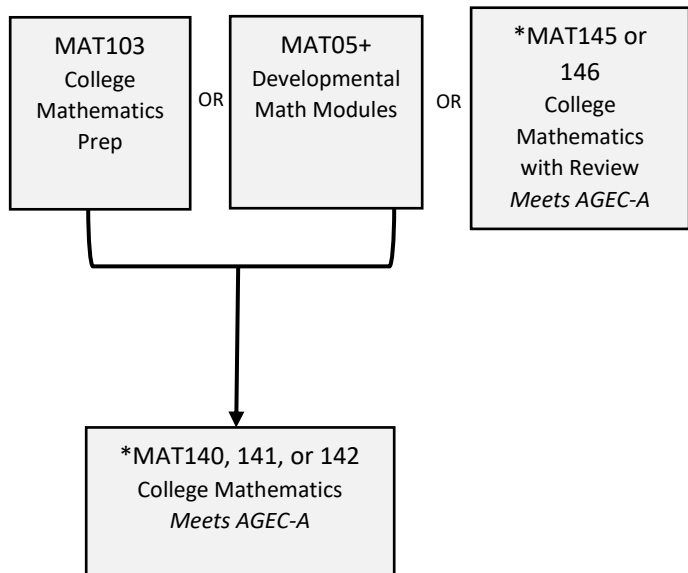 MAT103
College
Mathematics
Prep
OR
MAT05+
Developmental
Math Modules
OR
*MAT145 or
146
College
Mathematics
with Review
Meets AGEC-A
*MAT140, 141, or 142
College Mathematics
Meets AGEC-A